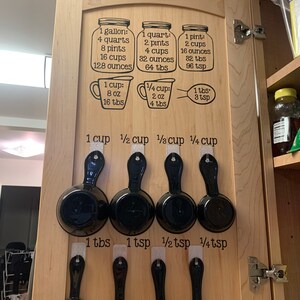 1 gallon:
4 quarts
8 pints
16 cups
128 ounces
1 quart:
2 pints
4 cups
32 ounces
64 tbs
1 pint:
2 cups
16 ounces
32 tbs
96 tsp
1 cup:
8 oz
16 tbs
1/4 cup:
2 oz
4 tbs
1 tbs:
3 tsp
1 cup
1/2 cup
1/3 cup
1/4 cup
1 tbs
1 tsp
1/2 tsp
1/4 tsp